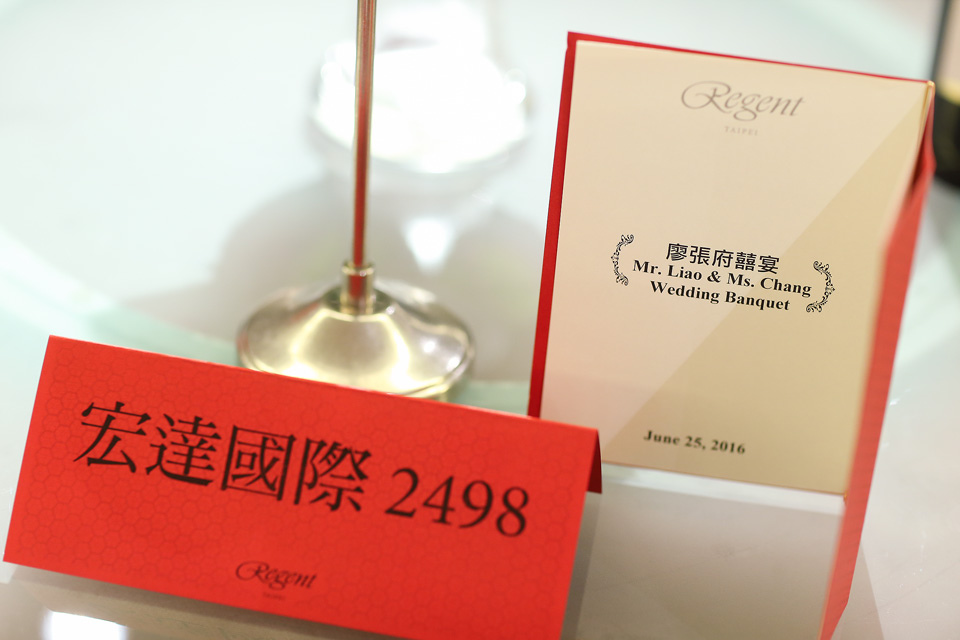 Regent
TAIPEI
廖張府囍宴
Mr. Liao & Ms. Chang
Wedding Banquet
June 25, 2016
宏達國際 2498
Regent
TAIPEI